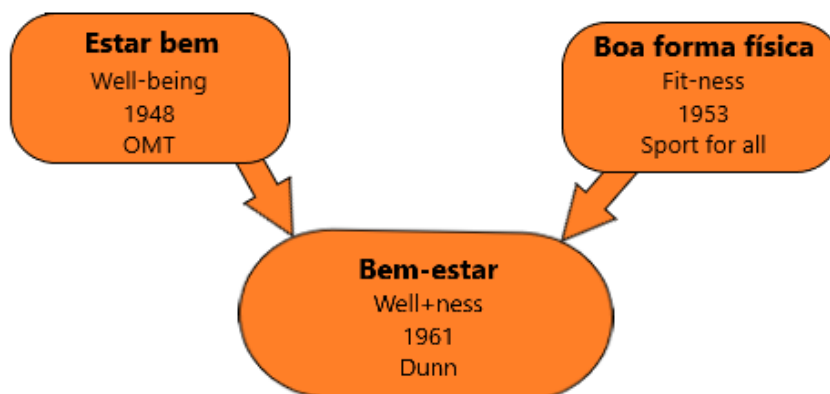 Estar bem
Well-being
1948
OMT
Boa forma física
Fit-ness
1953
Sport for all
Bem-estar
Well+ness
1961
Dunn